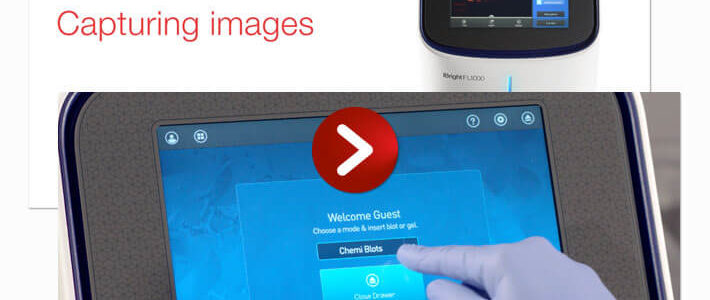 Capturing images
iBright FL1000
Welcome Guest
Choose a mode & insert blot or gel.
Chemi Blots
Close Drawer